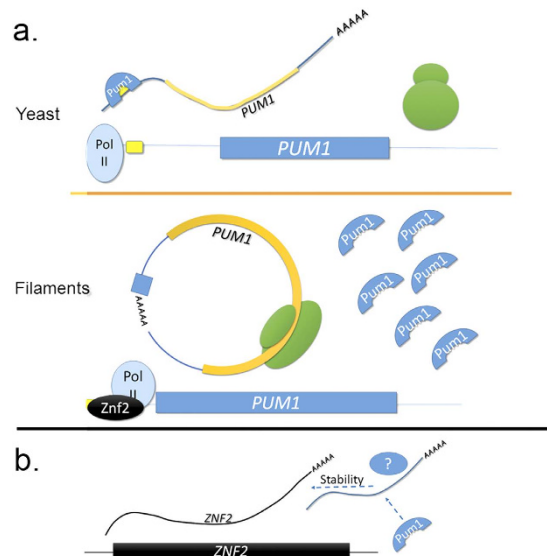 a.
AAAAA
Pum1
PUM1
Yeast
Pol
II
PUM1
PUM1
Pum1
Pum1
Pum1
Pum1
Pum1
Pum1
Filaments
AAAAA
Pol
II
Znf2
PUM1
b.
AAAAA
?
AAAAA
Stability
ZNF2
Pum1
ZNF2